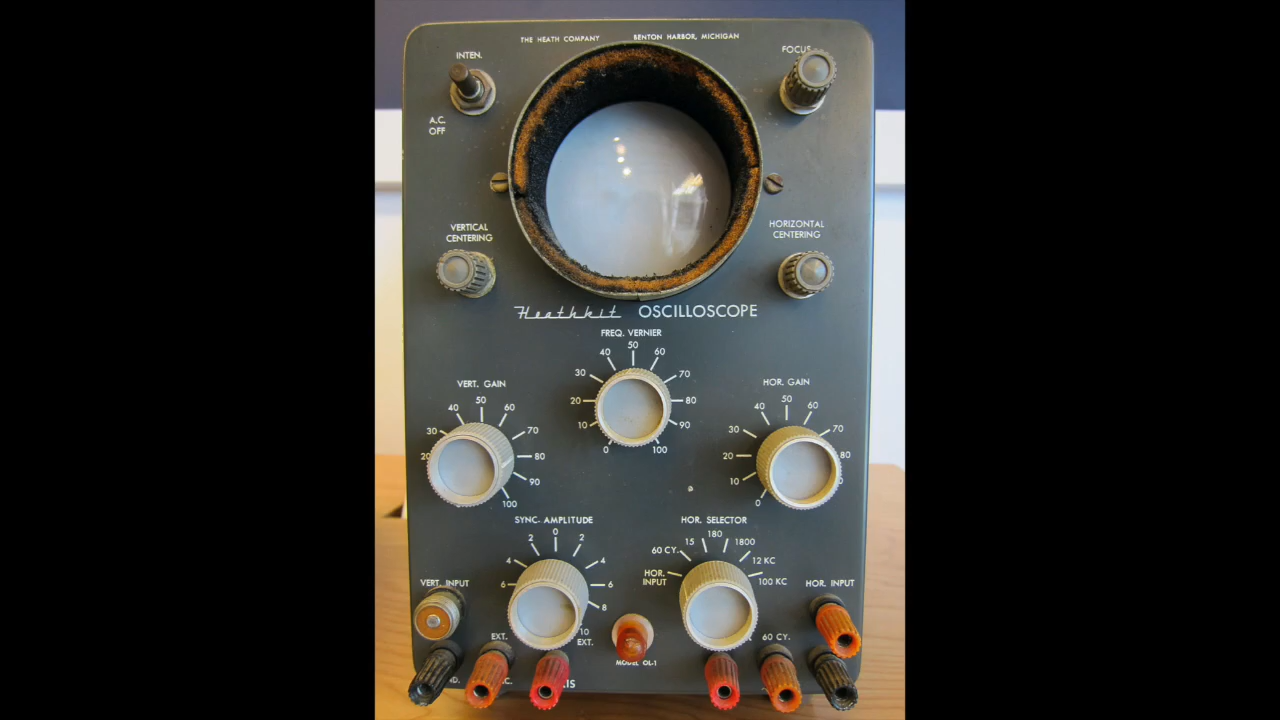 THE HEATH COMPANY BENTON HARBOR, MICHIGAN
INTEN.
FOCUS
A.C.
OFF
VERTICAL
CENTERING
HORIZONTAL
CENTERING
Heathkit OSCILLOSCOPE
FREQ. VERNIER
0 10 20 30 40 50 60 70 80 90 100
VERT. GAIN
20 30 40 50 60 70 80 90 100
HOR. GAIN
0 10 20 30 40 50 60 70 80
SYNC. AMPLITUDE
6 4 2 0 2 4 6 8 10
EXT.
HOR. SELECTOR
HOR.
INPUT
60 CY. 15 180 1800 12 KC 100 KC
VERT. INPUT
HOR. INPUT
EXT.
60 CY.
MODEL OL-1